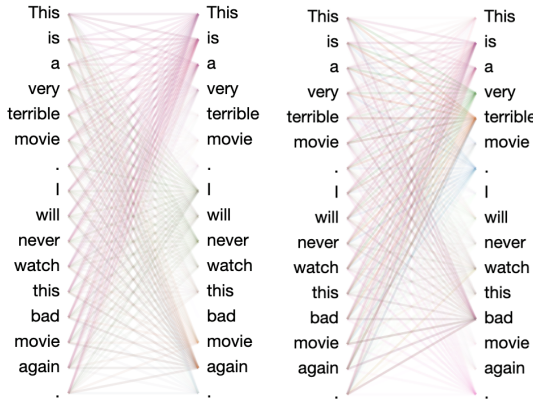 This This This This
is is is is
a a a a
very very very very
terrible terrible terrible terrible
movie movie movie movie
. . . .
I I I I
will will will will
never never never never
watch watch watch watch
this this this this
bad bad bad bad
movie movie movie movie
again again again again
. . . .